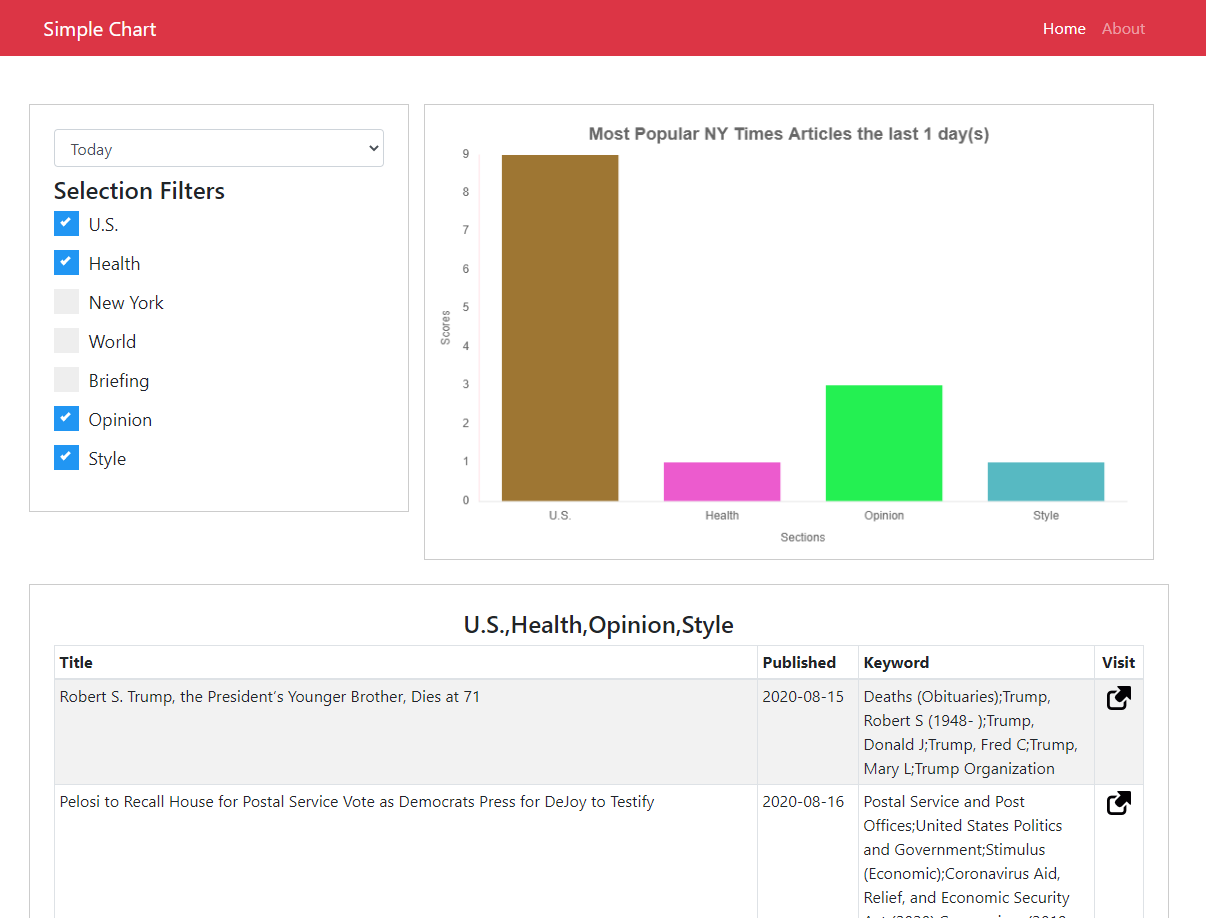 Simple Chart
Home
About
Today
Selection Filters
U.S.
Health
New York
World
Briefing
Opinion
Style
Most Popular NY Times Articles the last 1 day(s)
9
8
7
6
5
4
3
2
1
0
Scores
U.S.
Health
Opinion
Style
Sections
U.S.,Health,Opinion,Style
Title
Published
Keyword
Visit
Robert S. Trump, the President’s Younger Brother, Dies at 71
2020-08-15
Deaths (Obituaries);Trump,
Robert S (1948- );Trump,
Donald J;Trump, Fred C;Trump,
Mary L;Trump Organization
Pelosi to Recall House for Postal Service Vote as Democrats Press for DeJoy to Testify
2020-08-16
Postal Service and Post
Offices;United States Politics
and Government;Stimulus
(Economic);Coronavirus Aid,
Relief, and Economic Security